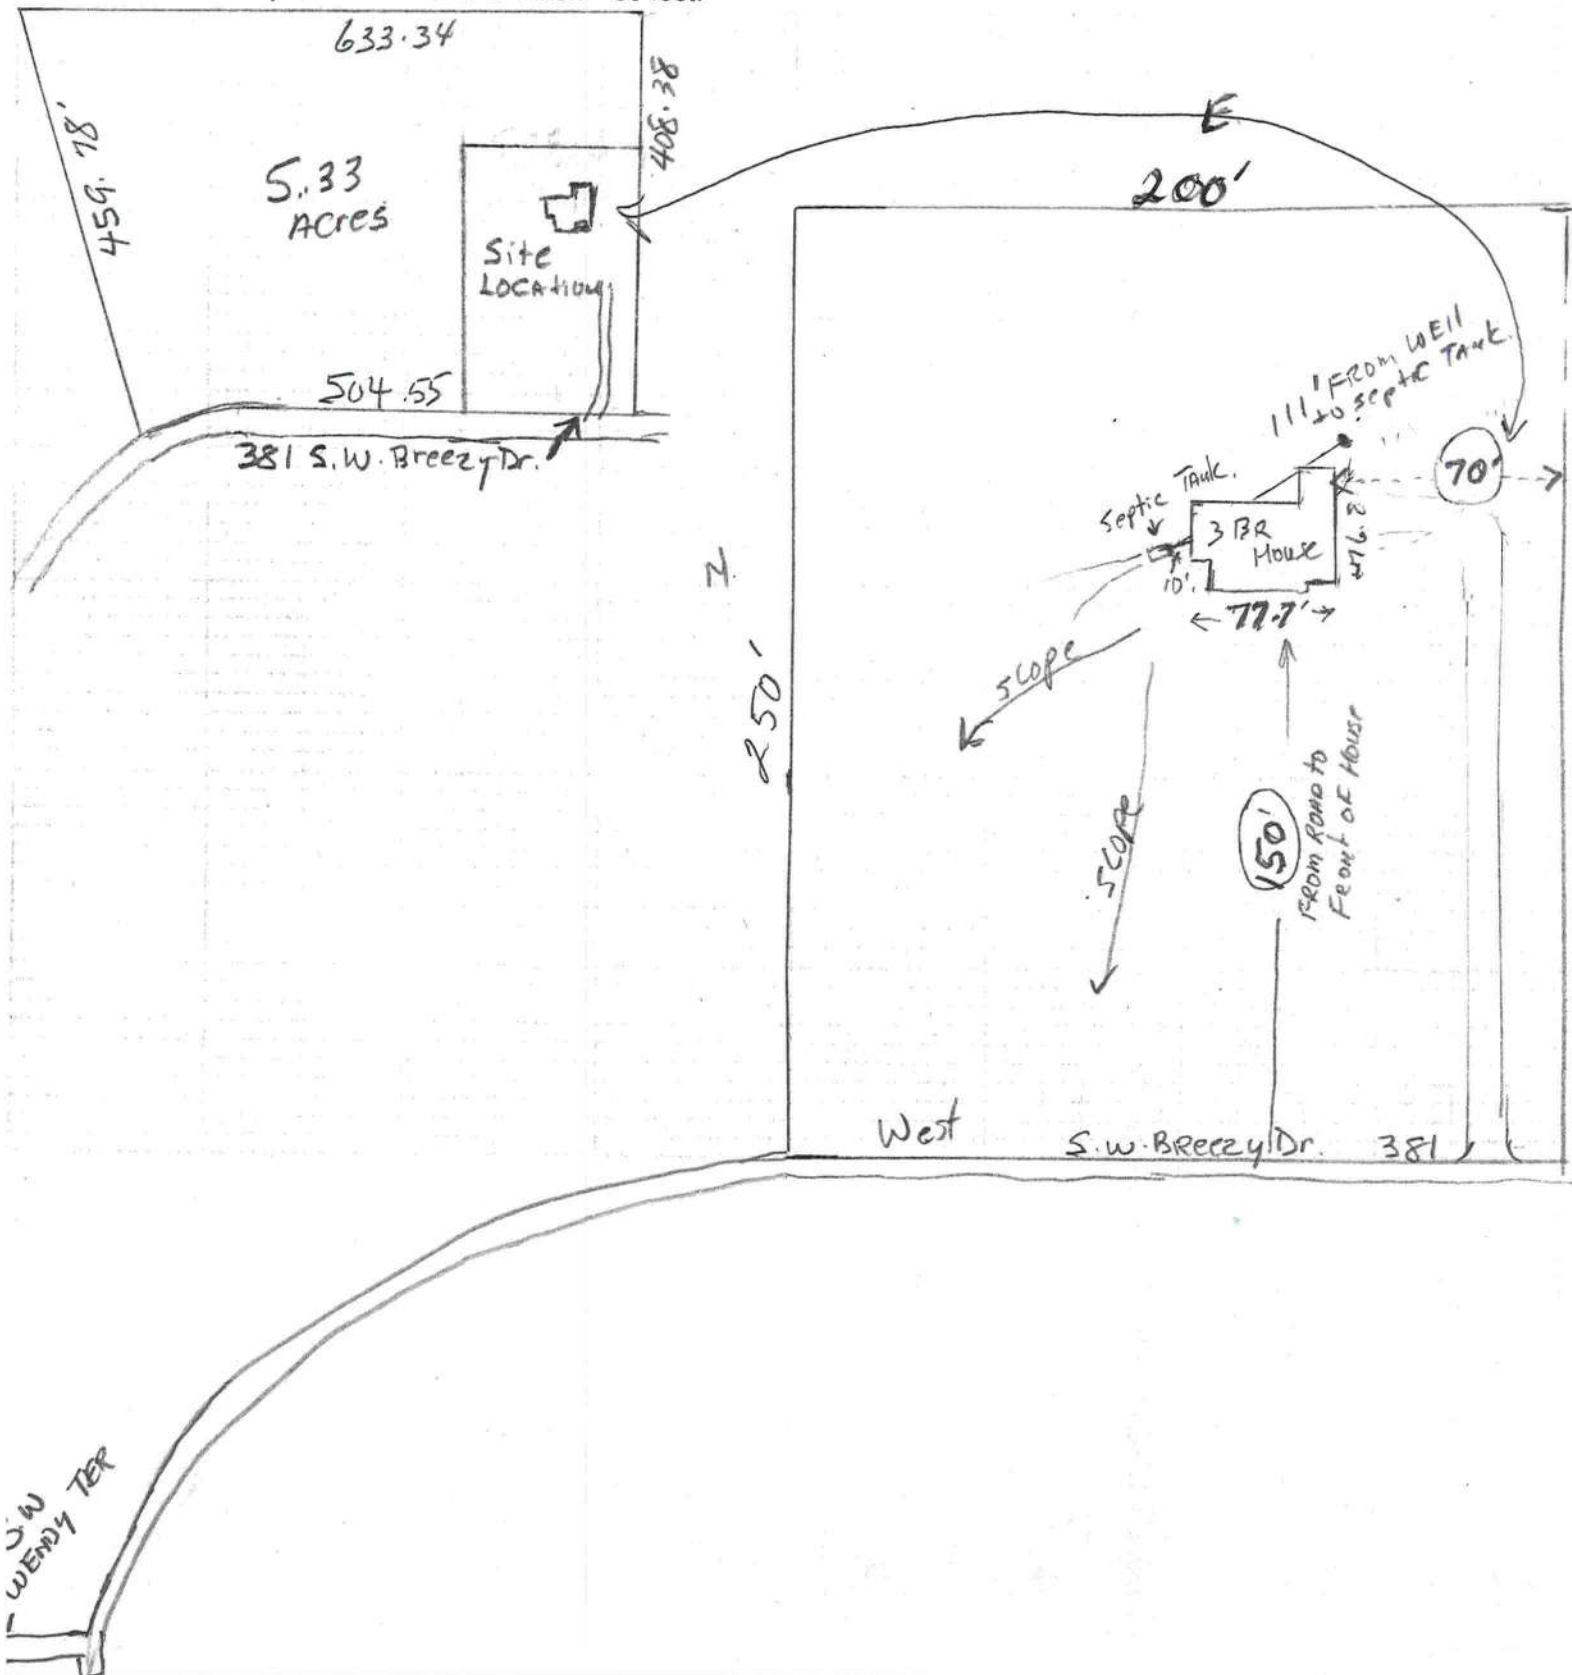 633.34
459.78'
408.38
5.33
Acres
Site
Location
504.55
381 S.W. Breezy Dr.
200'
111' From Well
to septic Tank.
70'
Septic Tank.
3 BR
House
10'
77.7'
250'
Slope
Slope
150'
From Road to
Front of House
West
S.W. Breezy Dr.
381
S.W
WENDY TER